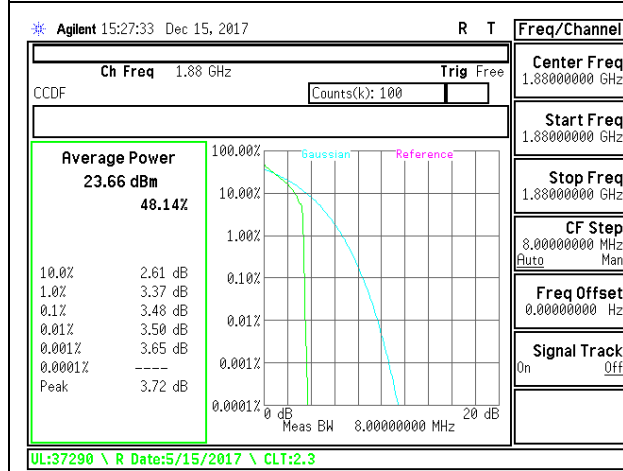 Agilent 15:27:33 Dec 15, 2017 R T
Freq/Channel
Ch Freq 1.88 GHz Trig Free
CCDF Counts(k): 100
Average Power
23.66 dBm
48.14%
10.0% 2.61 dB
1.0% 3.37 dB
0.1% 3.48 dB
0.01% 3.50 dB
0.001% 3.65 dB
0.0001% ----
Peak 3.72 dB
Gaussian Reference
100.00%
10.00%
1.00%
0.10%
0.01%
0.001%
0.0001%
0 dB 20 dB
Meas BW 8.00000000 MHz
Center Freq
1.88000000 GHz
Start Freq
1.88000000 GHz
Stop Freq
1.88000000 GHz
CF Step
8.00000000 MHz
Auto Man
Freq Offset
0.00000000 Hz
Signal Track
On Off
UL:37290 \ R Date:5/15/2017 \ CLT:2.3